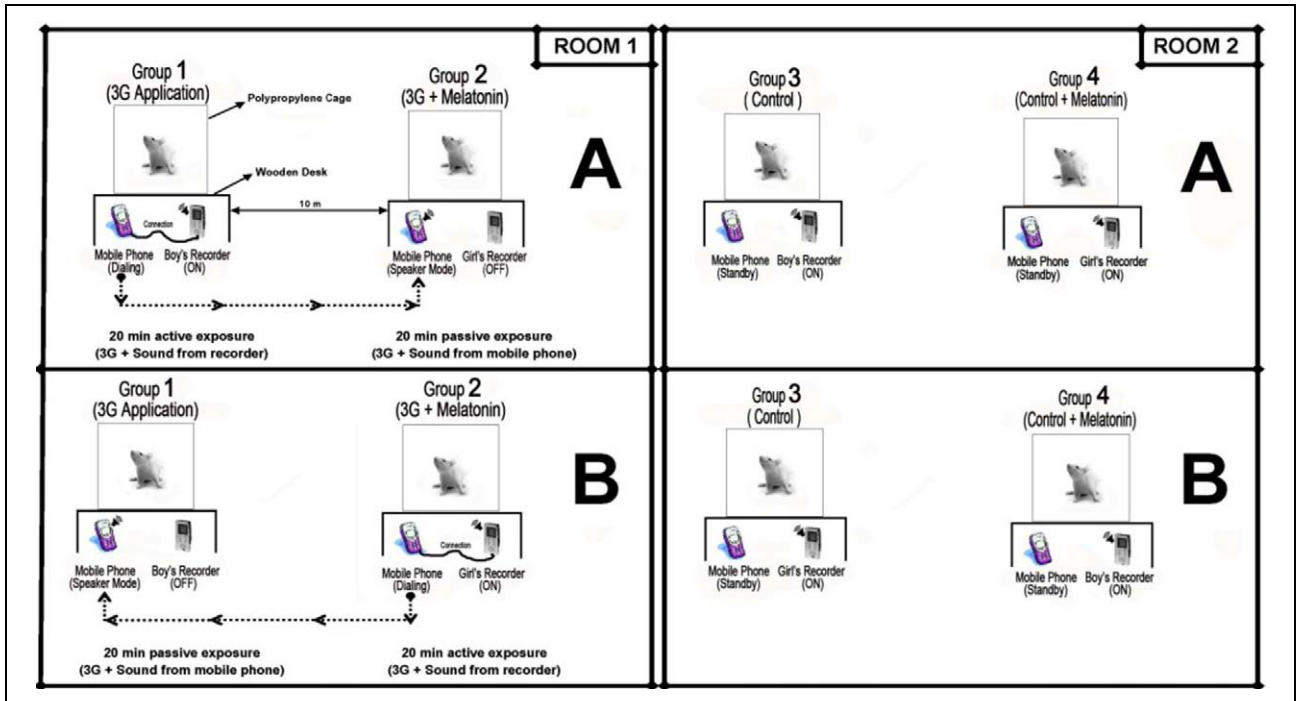 ROOM 1
Group 1
(3G Application)
Polypropylene Cage
Wooden Desk
Connection
Mobile Phone
(Dialing)
Boy's Recorder
(ON)
10 m
Group 2
(3G + Melatonin)
Mobile Phone
(Speaker Mode)
Girl's Recorder
(OFF)
A
20 min active exposure
(3G + Sound from recorder)
20 min passive exposure
(3G + Sound from mobile phone)
ROOM 2
Group 3
( Control )
Mobile Phone
(Standby)
Boy's Recorder
(ON)
Group 4
(Control + Melatonin)
Mobile Phone
(Standby)
Girl's Recorder
(ON)
A
Group 1
(3G Application)
Mobile Phone
(Speaker Mode)
Boy's Recorder
(OFF)
Group 2
(3G + Melatonin)
Connection
Mobile Phone
(Dialing)
Girl's Recorder
(ON)
B
20 min passive exposure
(3G + Sound from mobile phone)
20 min active exposure
(3G + Sound from recorder)
Group 3
( Control )
Mobile Phone
(Standby)
Girl's Recorder
(ON)
Group 4
(Control + Melatonin)
Mobile Phone
(Standby)
Boy's Recorder
(ON)
B